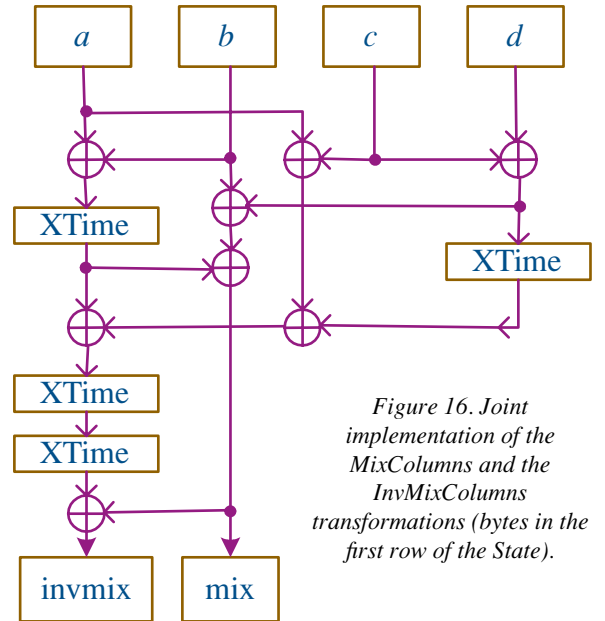 a b c d
XTime
XTime
XTime
XTime
Figure 16. Joint
implementation of the
MixColumns and the
InvMixColumns
transformations (bytes in the
first row of the State).
invmix mix